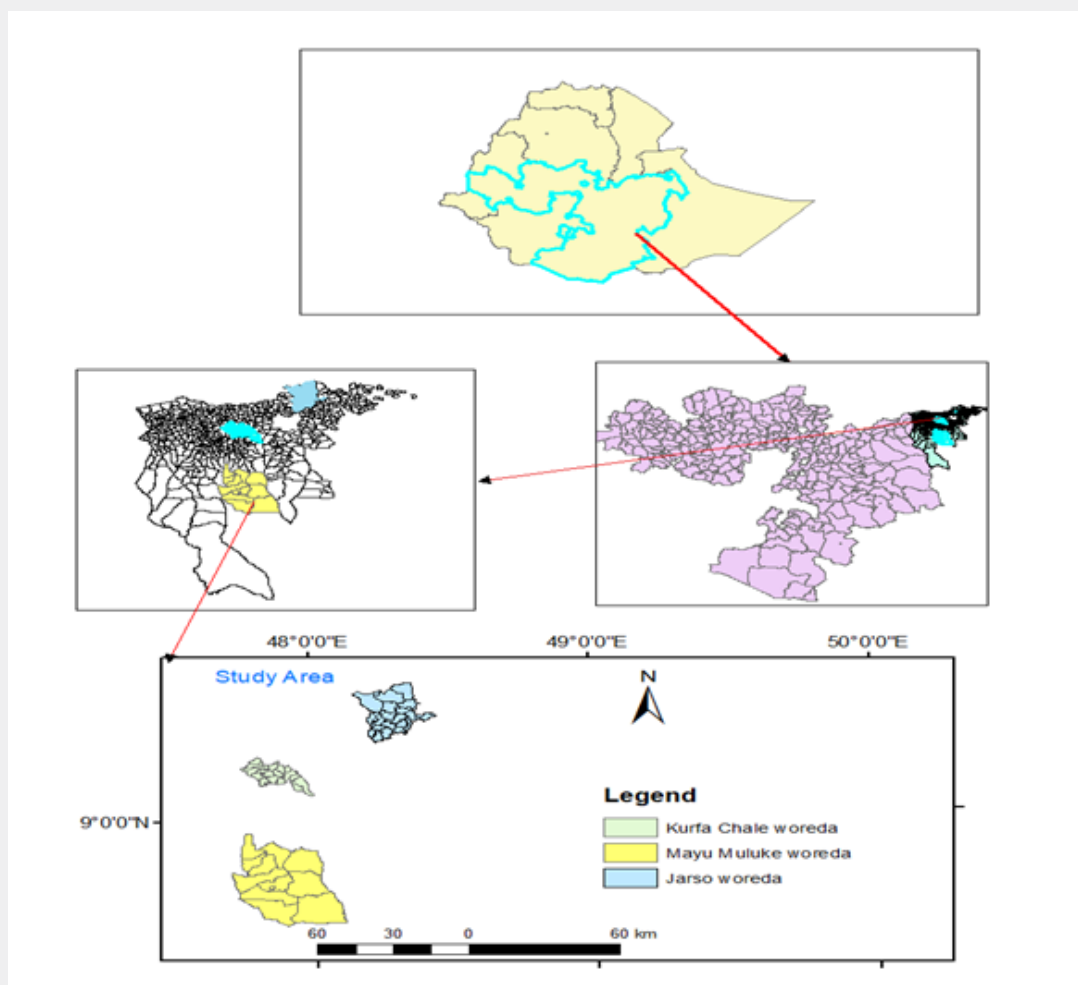 48°0'0"E 49°0'0"E 50°0'0"E
Study Area
N
Legend
9°0'0"N
Kurfa Chale woreda
Mayu Muluke woreda
Jarso woreda
60 30 0 60 km